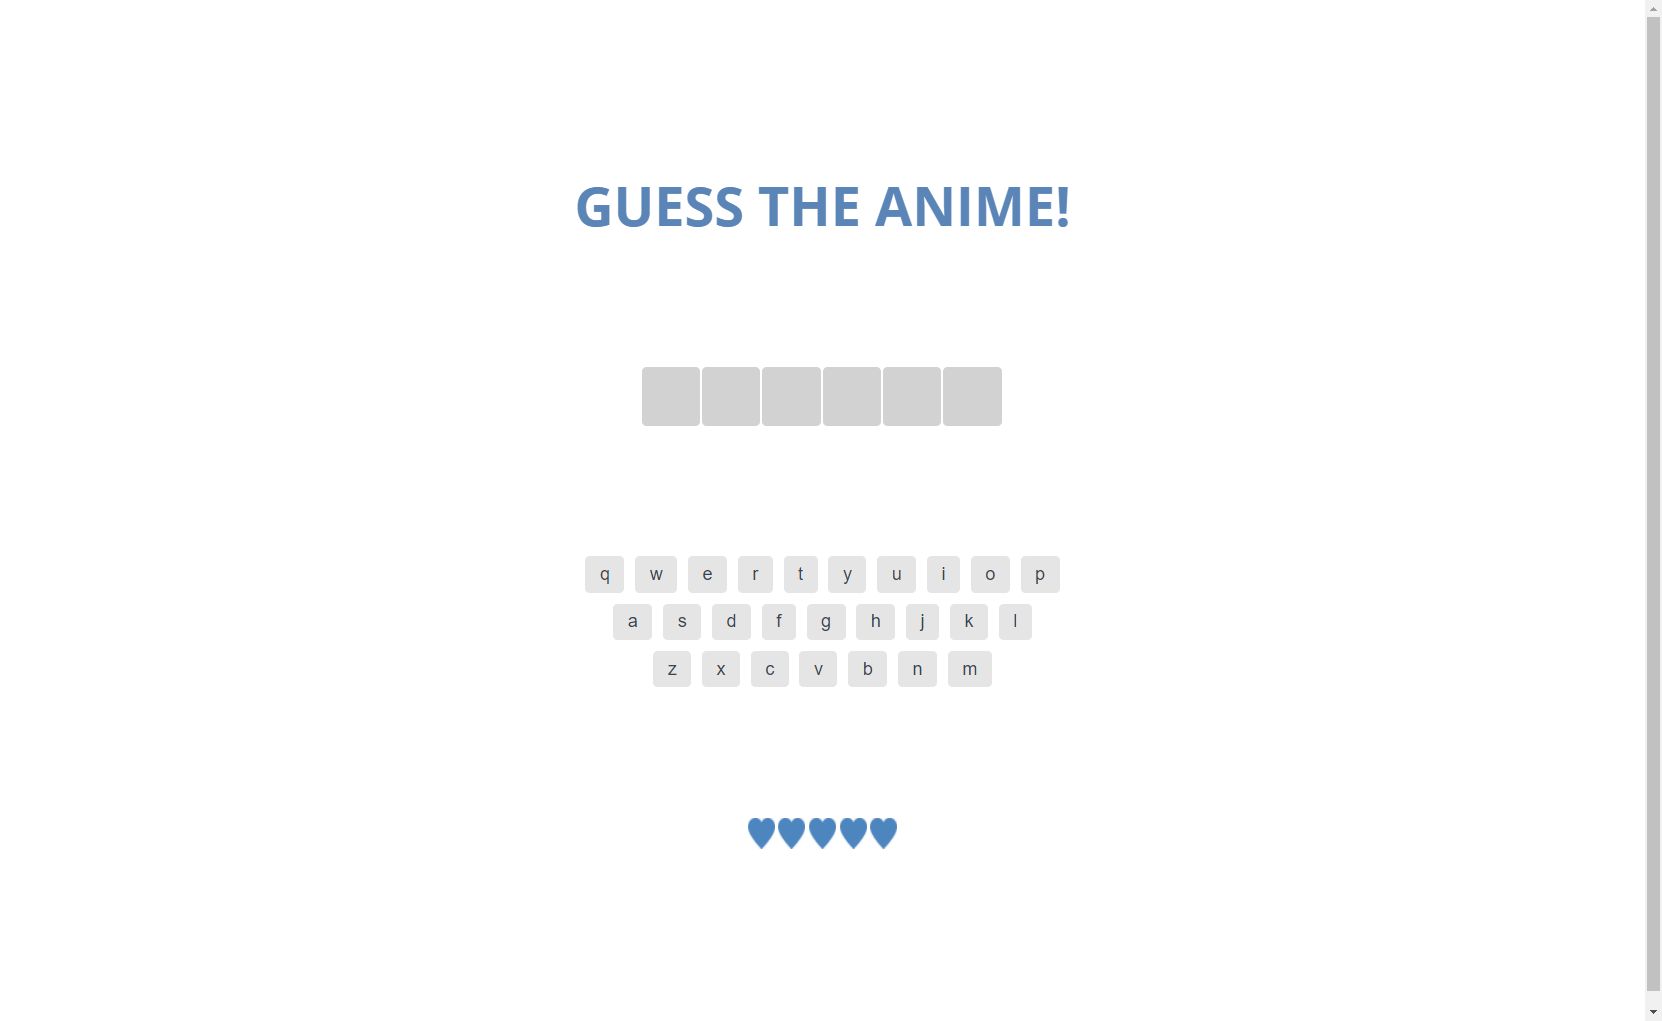 GUESS THE ANIME!
q w e r t y u i o p
a s d f g h j k l
z x c v b n m